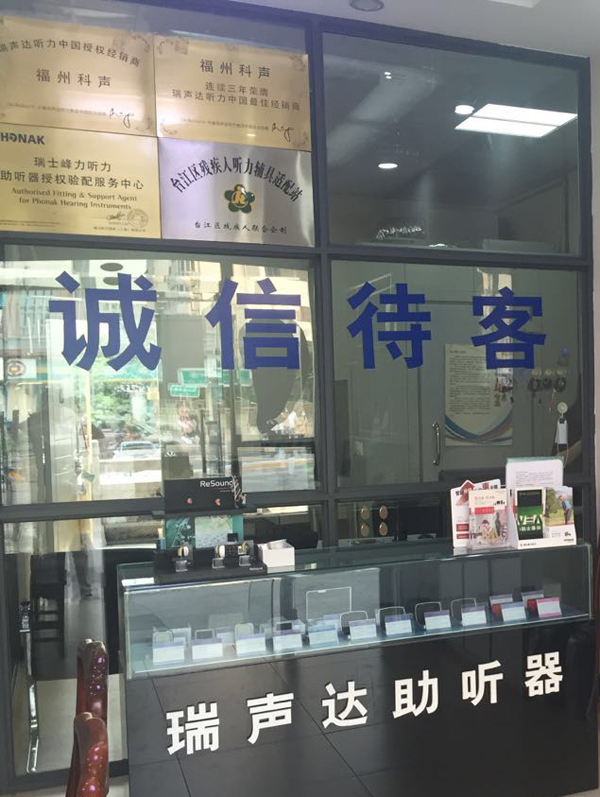 瑞声达听力中国授权经销商
福州科声
福州科声
连续三年荣膺
瑞声达听力中国最佳经销商
PHONAK
瑞士峰力听力
助听器授权验配服务中心
Authorised Fitting & Support Agent
for Phonak Hearing Instruments
台江区残疾人听力辅具适配站
台江区残疾人联合会制
诚信待客
ReSound
瑞声达助听器